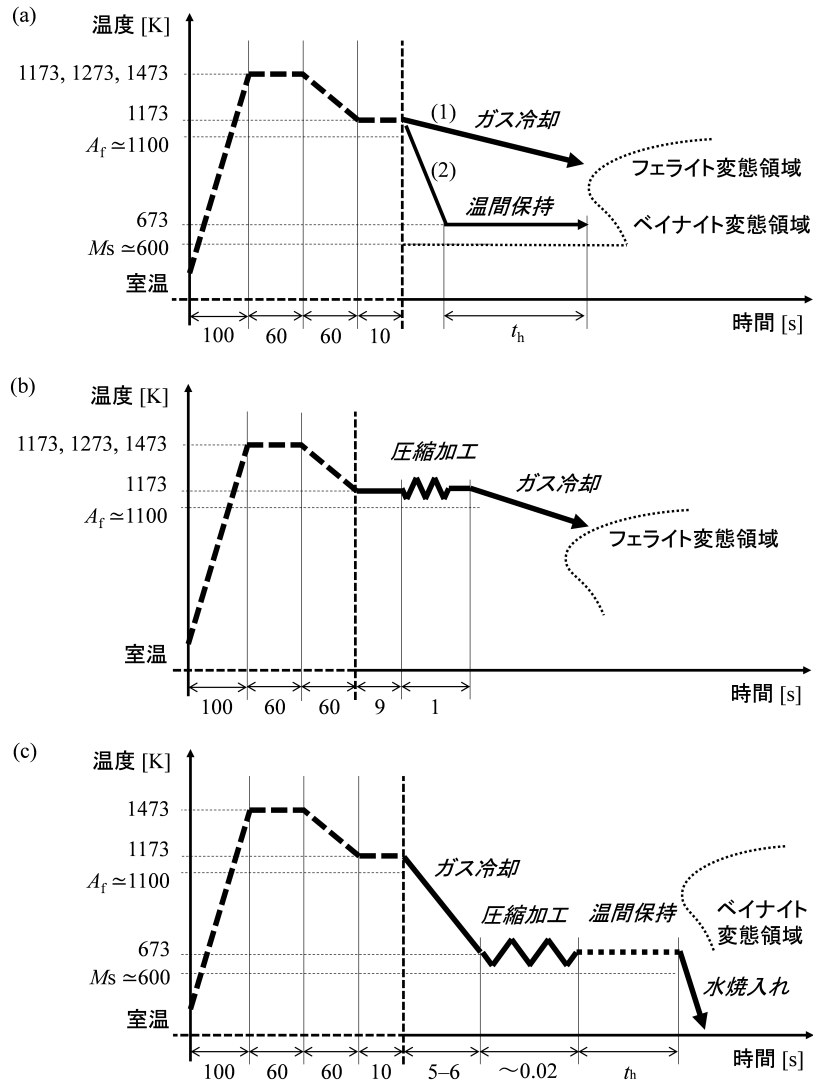 (a)
温度 [K]
1173, 1273, 1473
1173
Af ≃1100
673
Ms ≃600
室温
(1)
ガス冷却
(2)
温間保持
フェライト変態領域
ベイナイト変態領域
100
60
60
10
th
時間 [s]
(b)
温度 [K]
1173, 1273, 1473
1173
Af ≃1100
室温
圧縮加工
ガス冷却
フェライト変態領域
100
60
60
9
1
時間 [s]
(c)
温度 [K]
1473
1173
Af ≃1100
673
Ms ≃600
室温
ガス冷却
圧縮加工
温間保持
ベイナイト
変態領域
水焼入れ
100
60
60
10
5–6
～0.02
th
時間 [s]